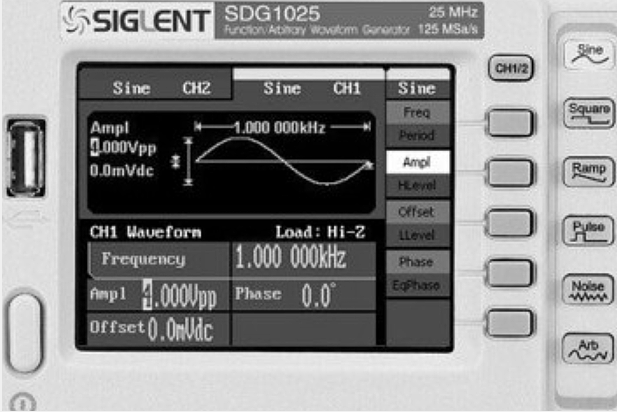 SIGLENT SDG1025 25 MHz
Function/Arbitrary Waveform Generator 125 MSa/s
CH1/2
Sine CH2 Sine CH1 Sine
Freq
Period
Ampl
HLevel
Offset
LLevel
Phase
EqPhase
Ampl 1.000 000kHz
4.000Vpp
0.0mVdc
CH1 Waveform Load: Hi-Z
Frequency 1.000 000kHz
Ampl 4.000Vpp Phase 0.0°
Offset 0.0mVdc
Sine
Square
Ramp
Pulse
Noise
Arb